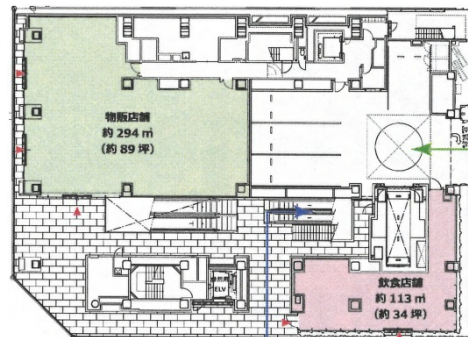 物販店舗
約 294 ㎡
（約 89 坪）
ELV
飲食店舗
約 113 ㎡
（約 34 坪）